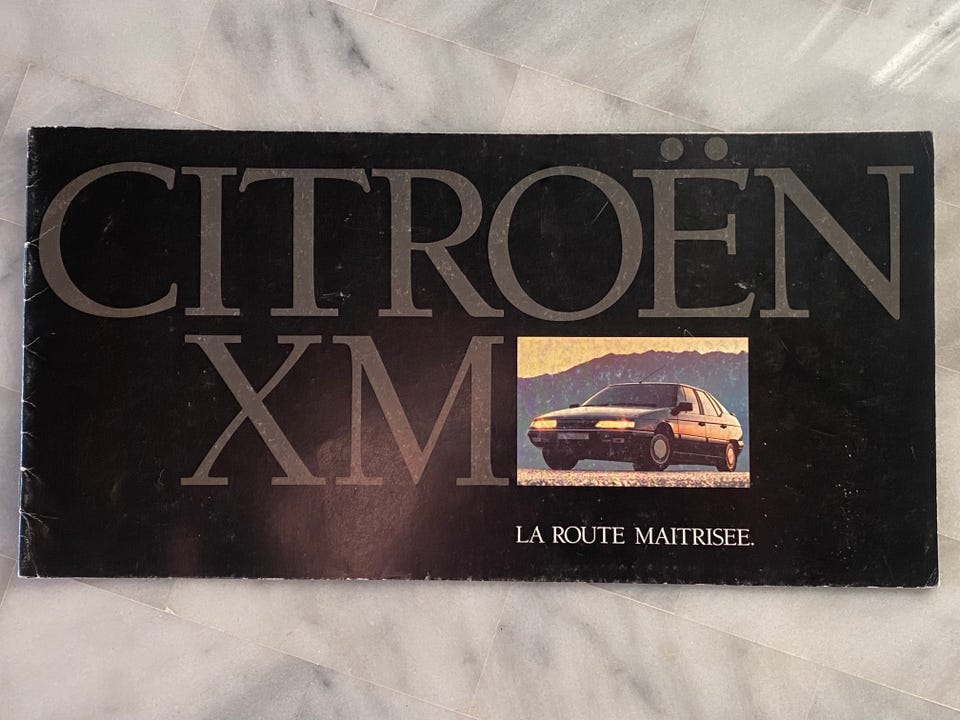 CITROËN
XM
LA ROUTE MAITRISEE.